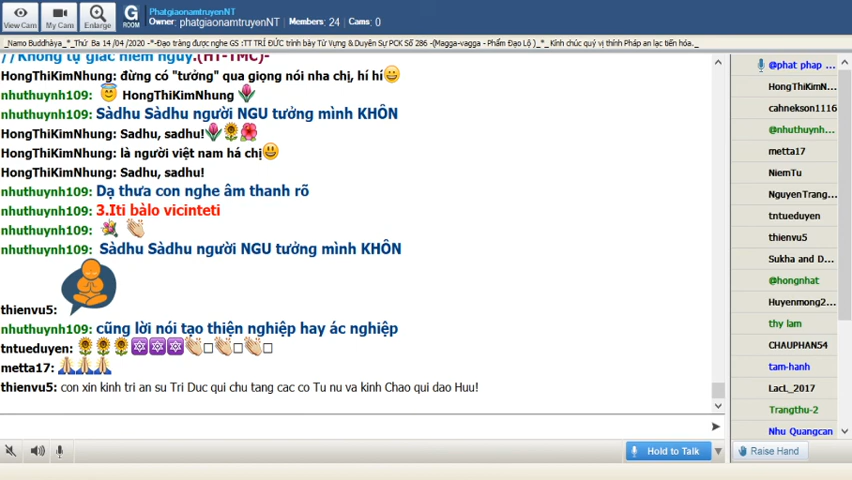 View Cam
My Cam
Enlarge
G
ROOM
PhatgiaonamtruyenNT
Owner: phatgiaonamtruyenNT Members: 24 Cams: 0
_Namo Buddhàya_*_Thứ Ba 14 /04 /2020 -*-Đạo tràng được nghe GS :TT TRÍ ĐỨC trình bày Từ Vựng & Duyên Sự PCK Số 286 -(Magga-vagga - Phẩm Đạo Lộ )_*_ Kính chúc quý vị thính Pháp an lạc tiến hóa._
//Không tự giác hiểm nguy.(HT-TMC)-
HongThiKimNhung: đừng có "tưởng" qua giọng nói nha chị, hí hí
nhuthuynh109: HongThiKimNhung
nhuthuynh109: Sàdhu Sàdhu người NGU tưởng mình KHÔN
HongThiKimNhung: Sadhu, sadhu!
HongThiKimNhung: là người việt nam há chị
HongThiKimNhung: Sadhu, sadhu!
nhuthuynh109: Dạ thưa con nghe âm thanh rõ
nhuthuynh109: 3.Iti bàlo vicinteti
nhuthuynh109:
nhuthuynh109: Sàdhu Sàdhu người NGU tưởng mình KHÔN
thienvu5:
nhuthuynh109: cũng lời nói tạo thiện nghiệp hay ác nghiệp
tntueduyen:
metta17:
thienvu5: con xin kinh tri an su Tri Duc qui chu tang cac co Tu nu va kinh Chao qui dao Huu!
Hold to Talk
@phat phap ...
HongThiKimN...
cahnekson1116
@nhuthuynh...
metta17
NiemTu
NguyenTrang...
tntueduyen
thienvu5
Sukha and D...
@hongnhat
Huyenmong2...
thy lam
CHAUPHAN54
tam-hanh
LacL_2017
Trangthu-2
Nhu Quangcan
Raise Hand